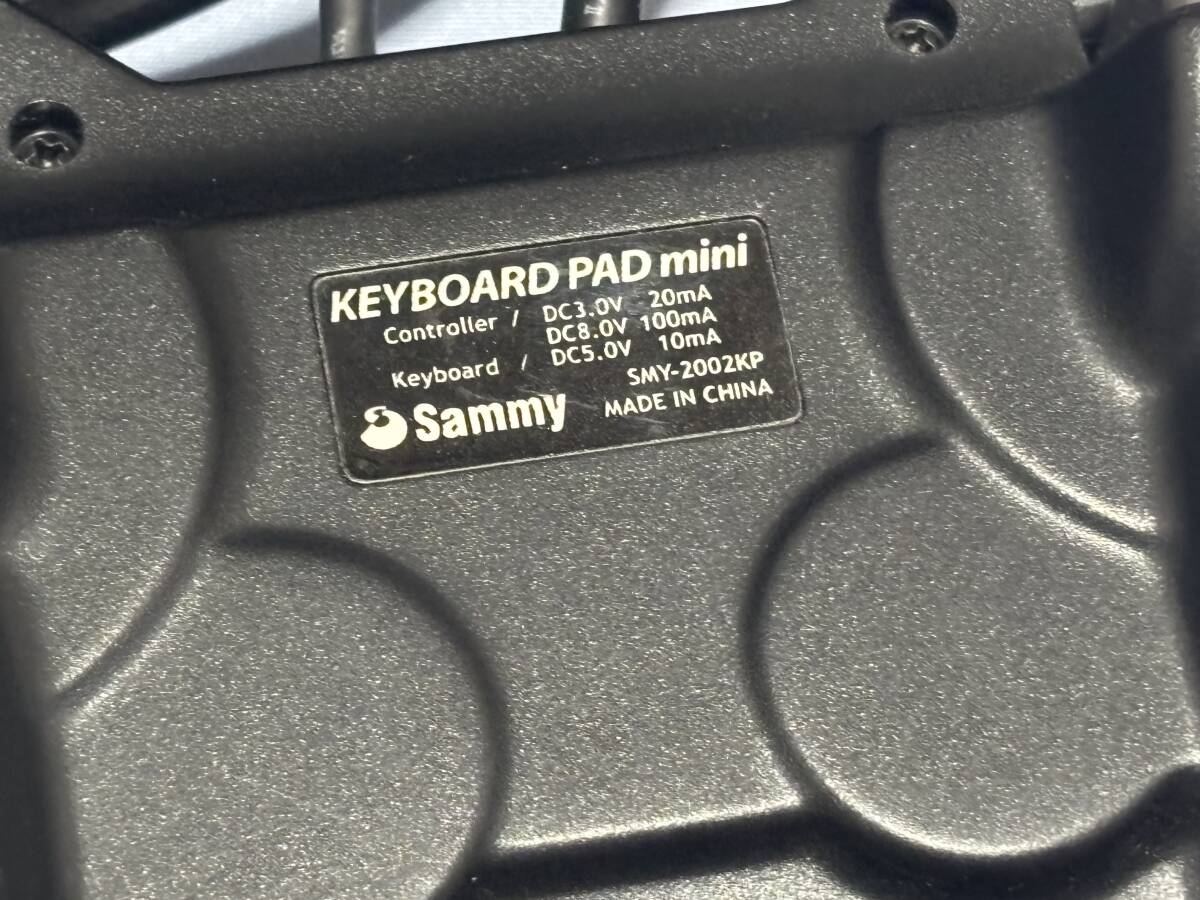 KEYBOARD PAD mini
Controller / DC3.0V 20mA
DC8.0V 100mA
Keyboard / DC5.0V 10mA
SMY-2002KP
Sammy MADE IN CHINA